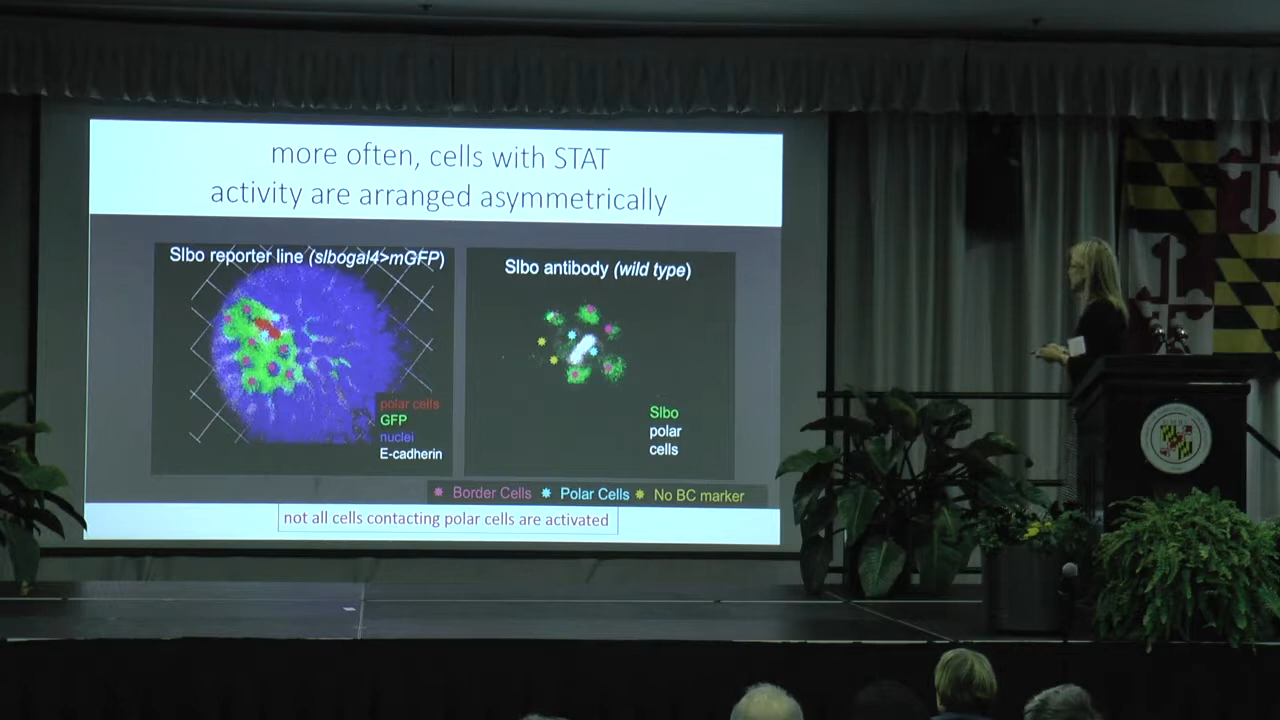 more often, cells with STAT
activity are arranged asymmetrically
Slbo reporter line (slbogal4>mGFP)
polar cells
GFP
nuclei
E-cadherin
Slbo antibody (wild type)
Slbo
polar
cells
Border Cells
Polar Cells
No BC marker
not all cells contacting polar cells are activated